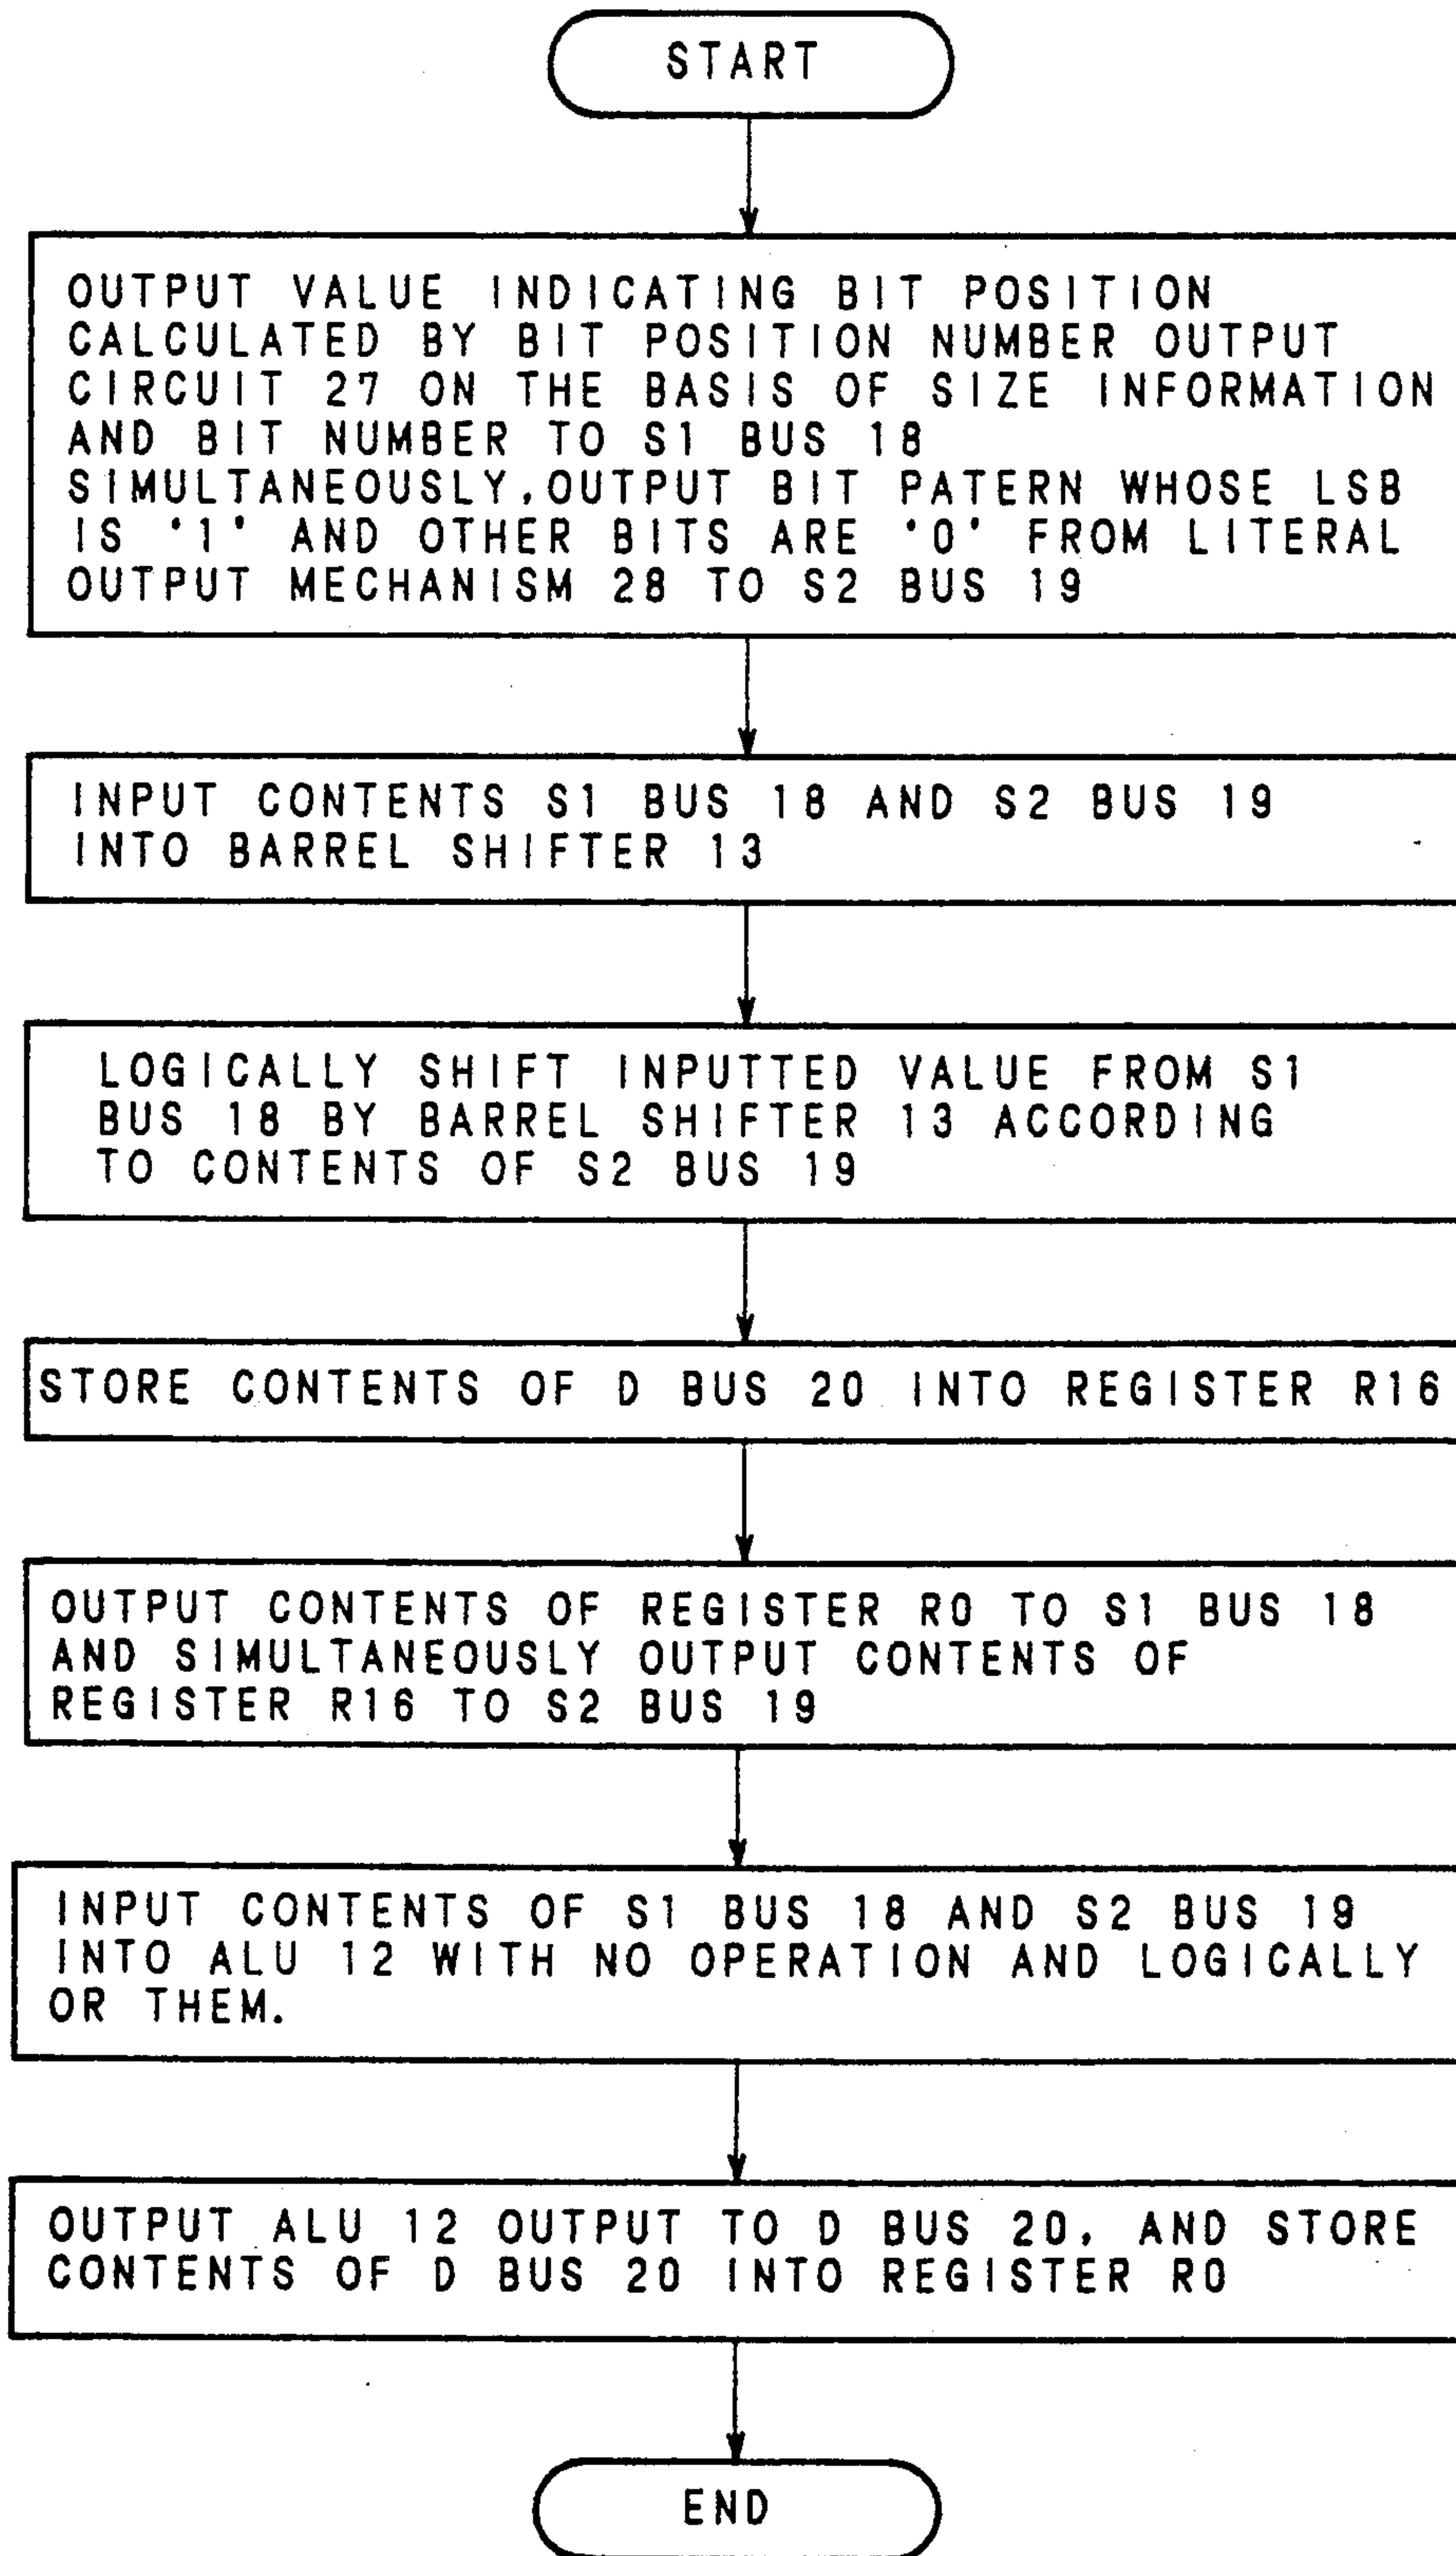 START
OUTPUT VALUE INDICATING BIT POSITION
CALCULATED BY BIT POSITION NUMBER OUTPUT
CIRCUIT 27 ON THE BASIS OF SIZE INFORMATION
AND BIT NUMBER TO S1 BUS 18
SIMULTANEOUSLY,OUTPUT BIT PATERN WHOSE LSB
IS '1' AND OTHER BITS ARE '0' FROM LITERAL
OUTPUT MECHANISM 28 TO S2 BUS 19
INPUT CONTENTS S1 BUS 18 AND S2 BUS 19
INTO BARREL SHIFTER 13
LOGICALLY SHIFT INPUTTED VALUE FROM S1
BUS 18 BY BARREL SHIFTER 13 ACCORDING
TO CONTENTS OF S2 BUS 19
STORE CONTENTS OF D BUS 20 INTO REGISTER R16
OUTPUT CONTENTS OF REGISTER R0 TO S1 BUS 18
AND SIMULTANEOUSLY OUTPUT CONTENTS OF
REGISTER R16 TO S2 BUS 19
INPUT CONTENTS OF S1 BUS 18 AND S2 BUS 19
INTO ALU 12 WITH NO OPERATION AND LOGICALLY
OR THEM.
OUTPUT ALU 12 OUTPUT TO D BUS 20, AND STORE
CONTENTS OF D BUS 20 INTO REGISTER R0
END